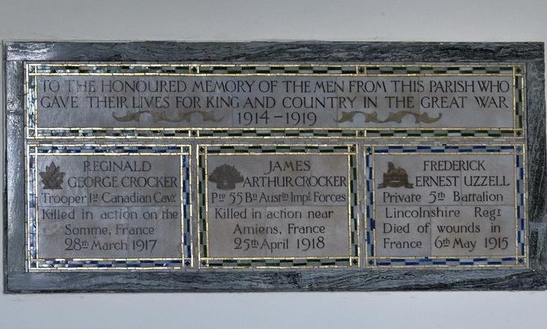 TO THE HONOURED MEMORY OF THE MEN FROM THIS PARISH WHO
GAVE THEIR LIVES FOR KING AND COUNTRY IN THE GREAT WAR
1914-1919
REGINALD
GEORGE CROCKER
Trooper 1st Canadian Cavy
Killed in action on the
Somme, France
28th March 1917
JAMES
ARTHUR CROCKER
Pte 55 Bn Austn Impl Forces
Killed in action near
Amiens, France
25th April 1918
FREDERICK
ERNEST UZZELL
Private 5th Battalion
Lincolnshire Regt
Died of wounds in
France 6th May 1915